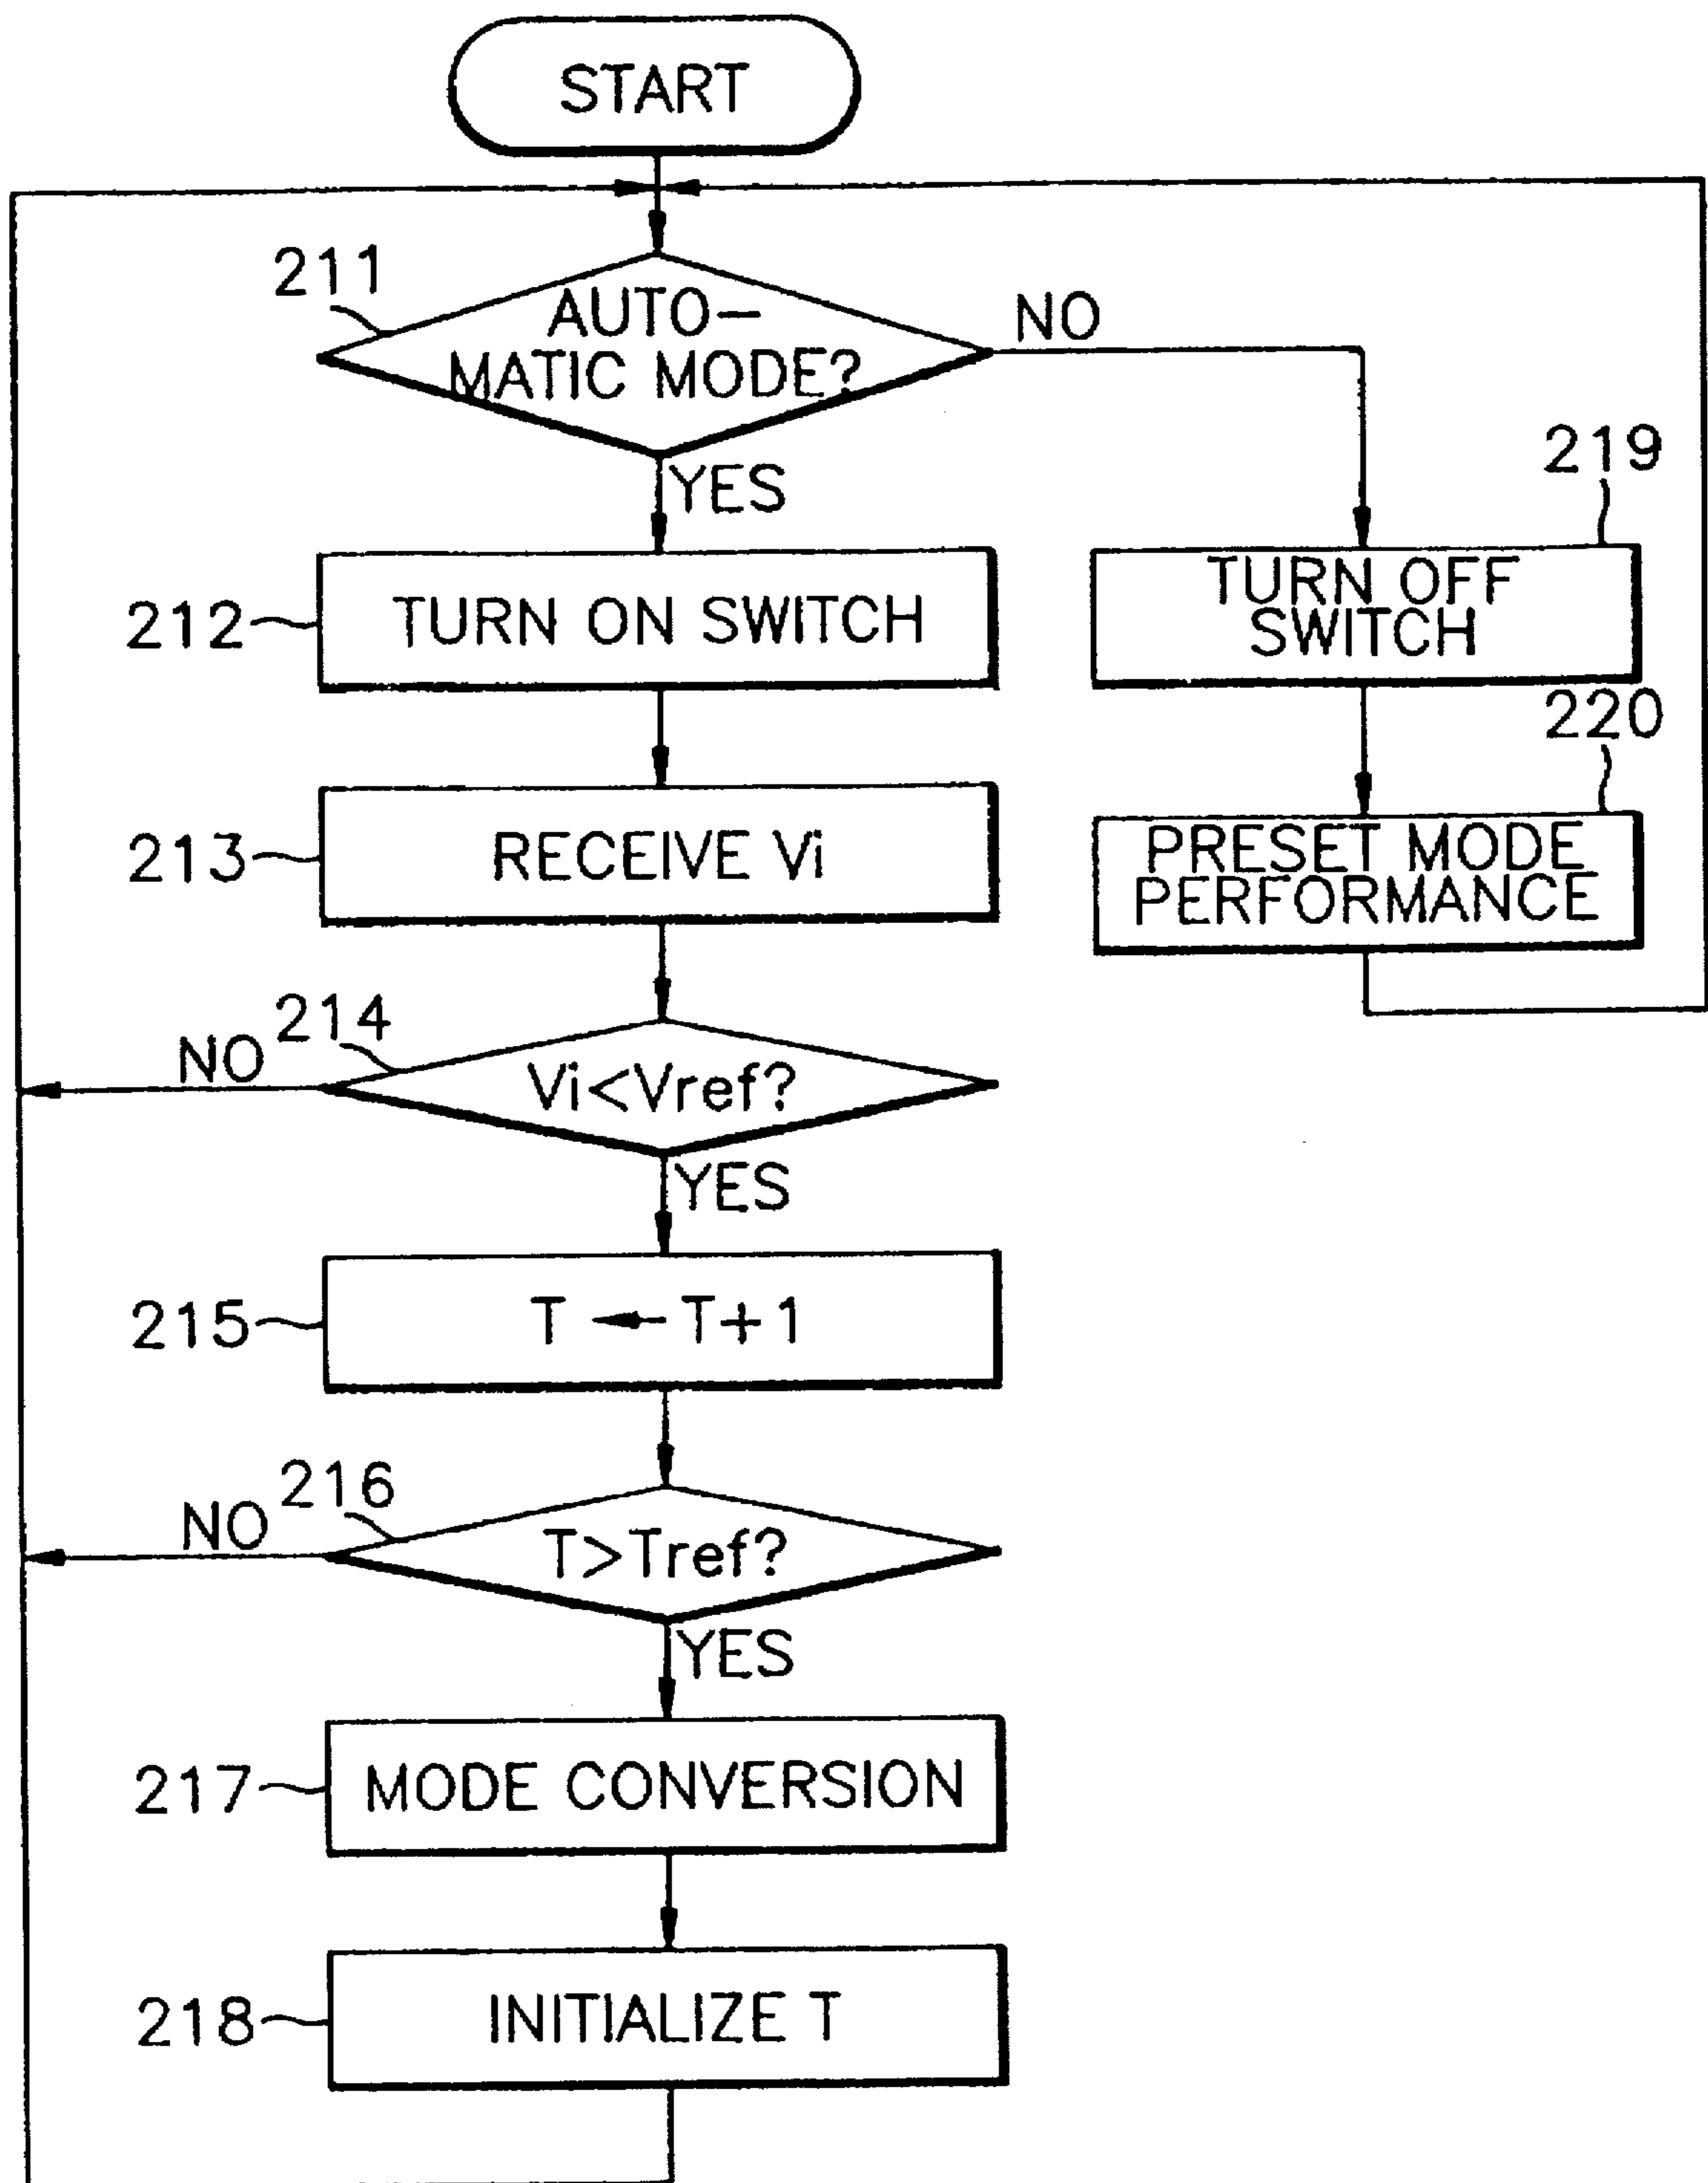 START
211
AUTO-
MATIC MODE?
NO
YES
219
212
TURN ON SWITCH
TURN OFF
SWITCH
220
213
RECEIVE Vi
PRESET MODE
PERFORMANCE
214
NO
Vi<Vref?
YES
215
T ← T+1
216
NO
T>Tref?
YES
217
MODE CONVERSION
218
INITIALIZE T